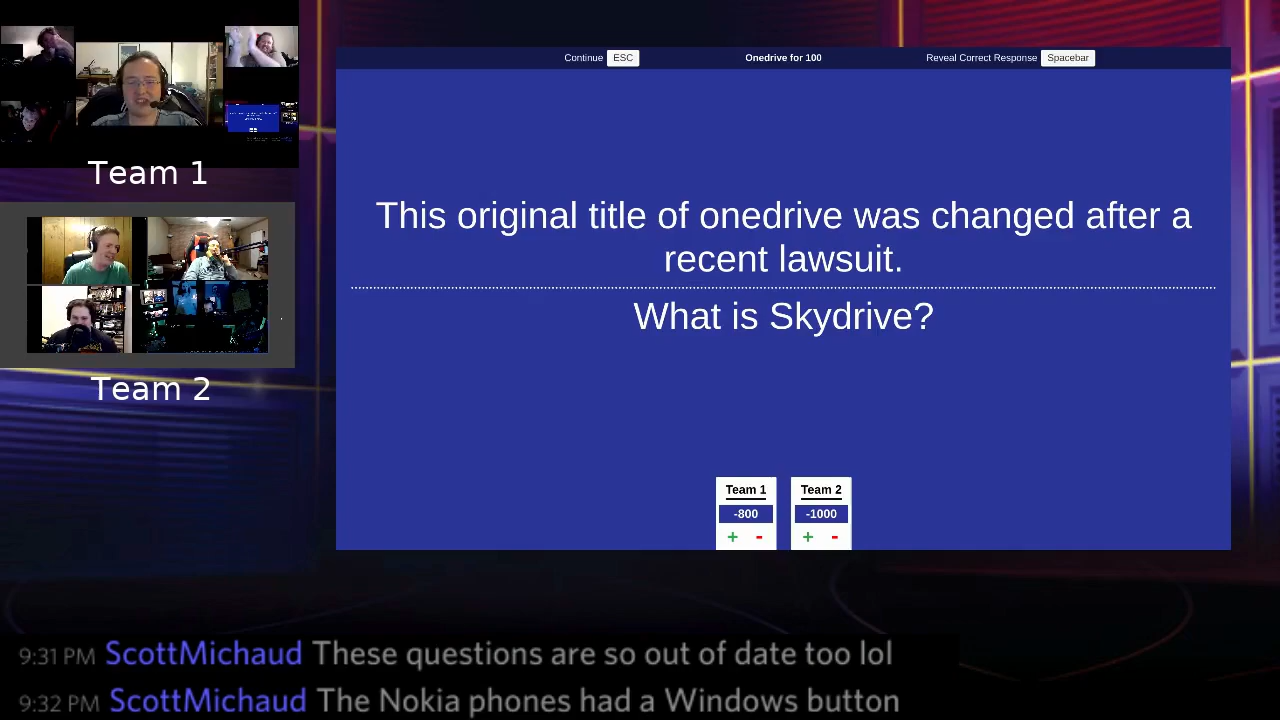 Continue ESC Onedrive for 100 Reveal Correct Response Spacebar
Team 1
This original title of onedrive was changed after a
recent lawsuit.
What is Skydrive?
Team 2
Team 1 Team 2
-800 -1000
+ - + -
9:31 PM ScottMichaud These questions are so out of date too lol
9:32 PM ScottMichaud The Nokia phones had a Windows button